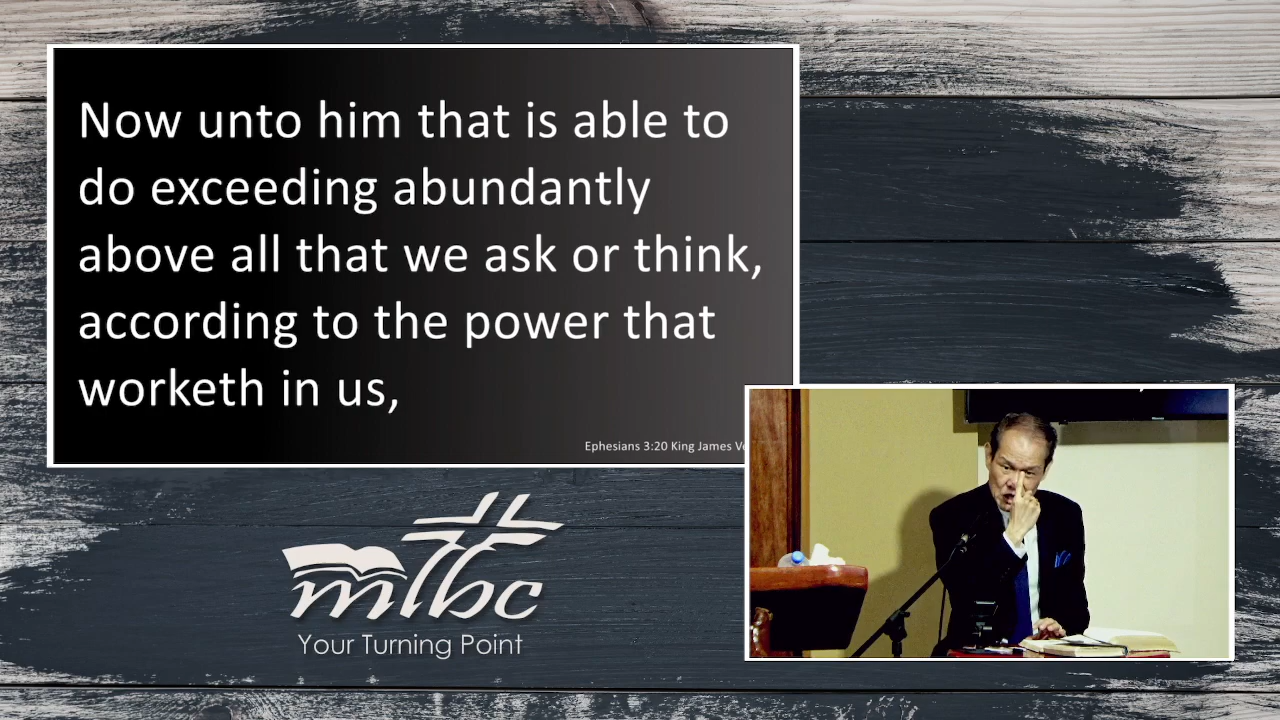 Now unto him that is able to
do exceeding abundantly
above all that we ask or think,
according to the power that
worketh in us,
Ephesians 3:20 King James
mlbc
Your Turning Point